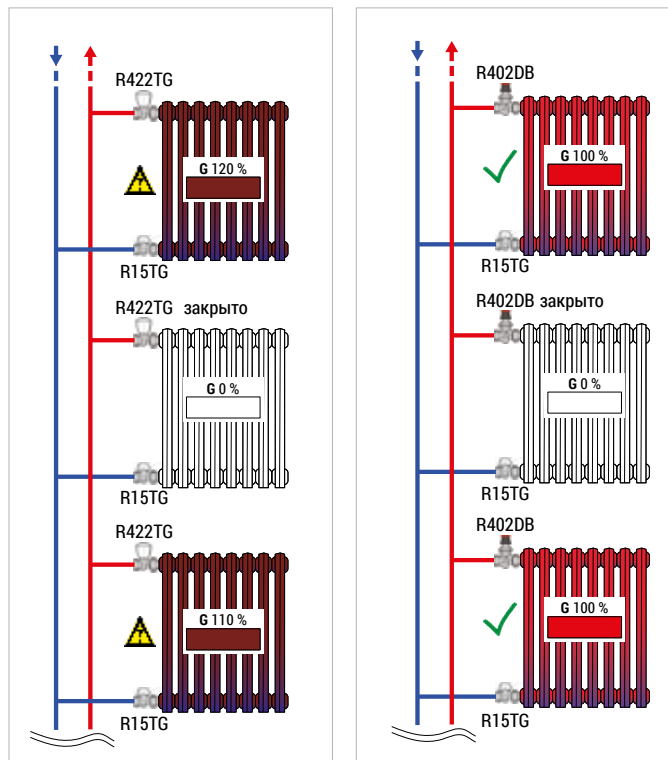 R422TG
G 120 %
R15TG
R422TG закрыто
G 0 %
R15TG
R422TG
G 110 %
R15TG
R402DB
G 100 %
R15TG
R402DB закрыто
G 0 %
R15TG
R402DB
G 100 %
R15TG